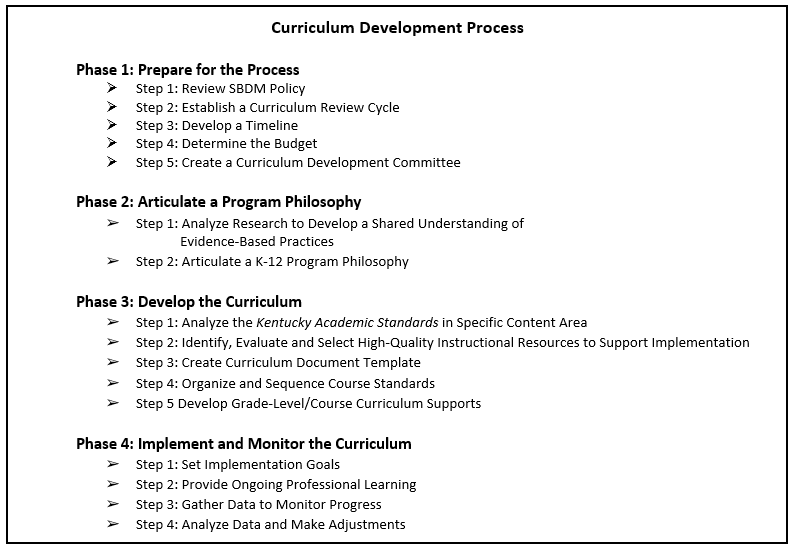 Curriculum Development Process
Phase 1: Prepare for the Process
➢ Step 1: Review SBDM Policy
➢ Step 2: Establish a Curriculum Review Cycle
➢ Step 3: Develop a Timeline
➢ Step 4: Determine the Budget
➢ Step 5: Create a Curriculum Development Committee
Phase 2: Articulate a Program Philosophy
➢ Step 1: Analyze Research to Develop a Shared Understanding of
Evidence-Based Practices
➢ Step 2: Articulate a K-12 Program Philosophy
Phase 3: Develop the Curriculum
➢ Step 1: Analyze the Kentucky Academic Standards in Specific Content Area
➢ Step 2: Identify, Evaluate and Select High-Quality Instructional Resources to Support Implementation
➢ Step 3: Create Curriculum Document Template
➢ Step 4: Organize and Sequence Course Standards
➢ Step 5 Develop Grade-Level/Course Curriculum Supports
Phase 4: Implement and Monitor the Curriculum
➢ Step 1: Set Implementation Goals
➢ Step 2: Provide Ongoing Professional Learning
➢ Step 3: Gather Data to Monitor Progress
➢ Step 4: Analyze Data and Make Adjustments